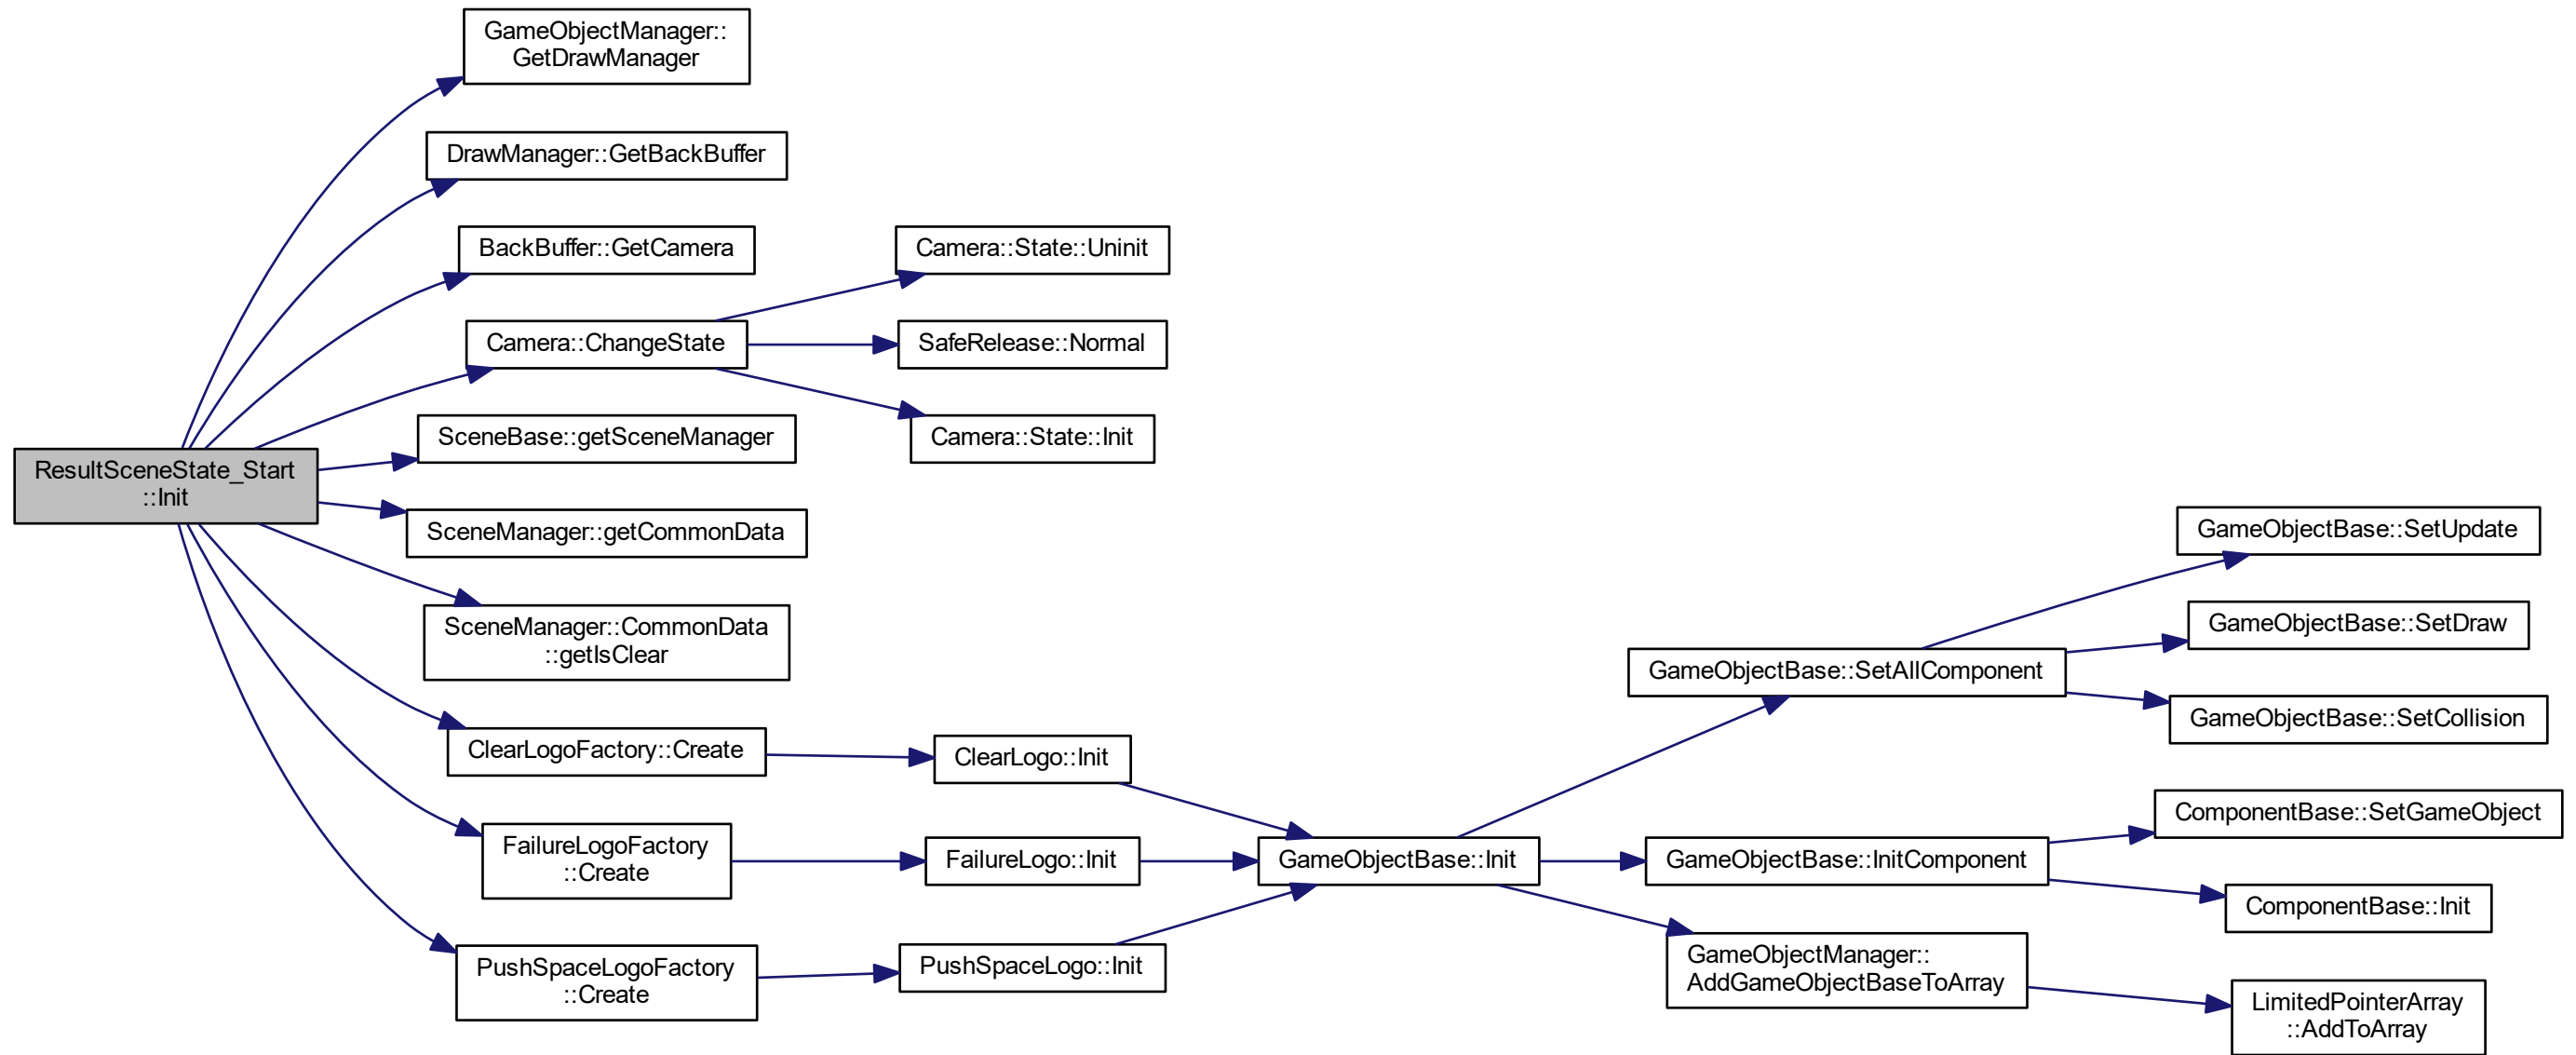 GameObjectManager::
GetDrawManager
DrawManager::GetBackBuffer
BackBuffer::GetCamera
Camera::State::Uninit
Camera::ChangeState
SafeRelease::Normal
SceneBase::getSceneManager
Camera::State::Init
ResultSceneState_Start
::Init
SceneManager::getCommonData
GameObjectBase::SetUpdate
SceneManager::CommonData
::getIsClear
GameObjectBase::SetDraw
GameObjectBase::SetAllComponent
GameObjectBase::SetCollision
ClearLogoFactory::Create
ClearLogo::Init
ComponentBase::SetGameObject
FailureLogoFactory
::Create
FailureLogo::Init
GameObjectBase::Init
GameObjectBase::InitComponent
ComponentBase::Init
PushSpaceLogoFactory
::Create
PushSpaceLogo::Init
GameObjectManager::
AddGameObjectBaseToArray
LimitedPointerArray
::AddToArray